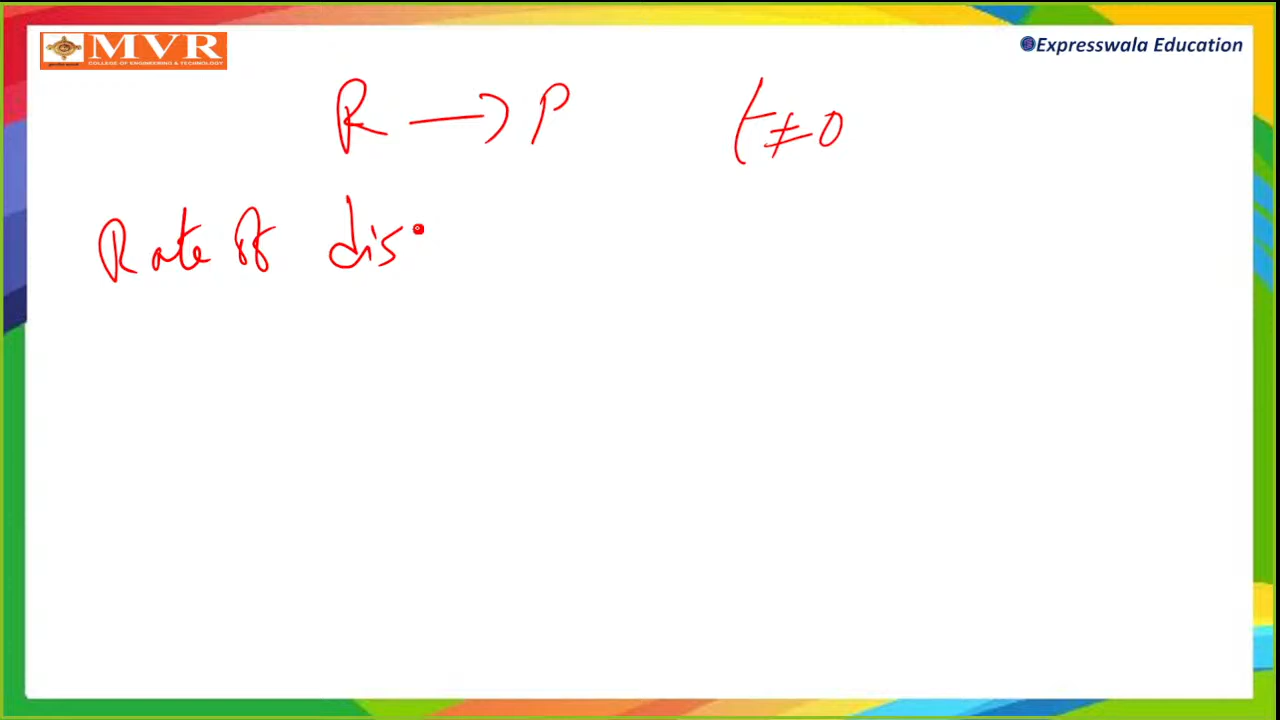 MVR
COLLEGE OF ENGINEERING & TECHNOLOGY
Expresswala Education
R → P t≠0
Rate of dis